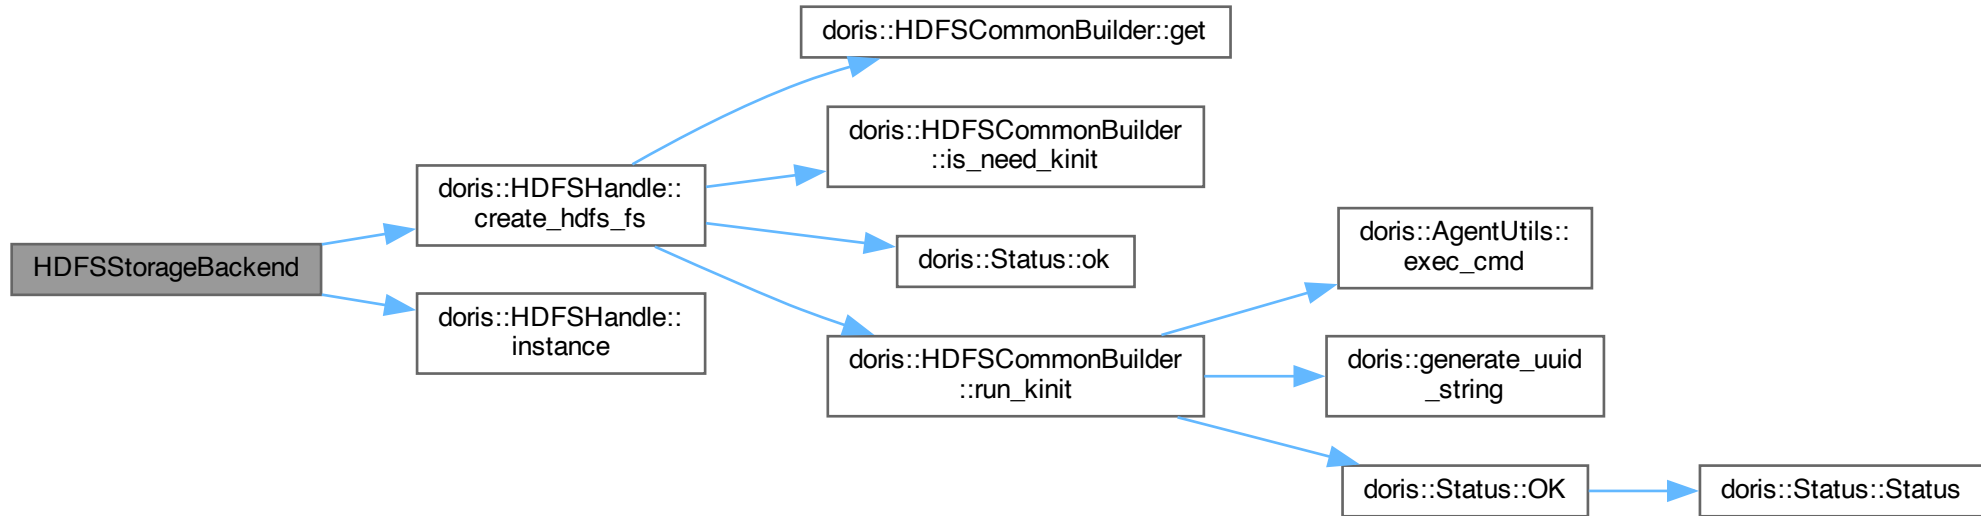 HDFSStorageBackend
doris::HDFSHandle::
create_hdfs_fs
doris::HDFSHandle::
instance
doris::HDFSCommonBuilder::get
doris::HDFSCommonBuilder
::is_need_kinit
doris::Status::ok
doris::HDFSCommonBuilder
::run_kinit
doris::AgentUtils::
exec_cmd
doris::generate_uuid
_string
doris::Status::OK
doris::Status::Status